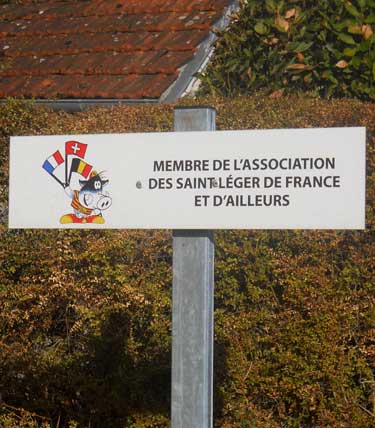 MEMBRE DE L'ASSOCIATION
DES SAINT LÉGER DE FRANCE
ET D'AILLEURS